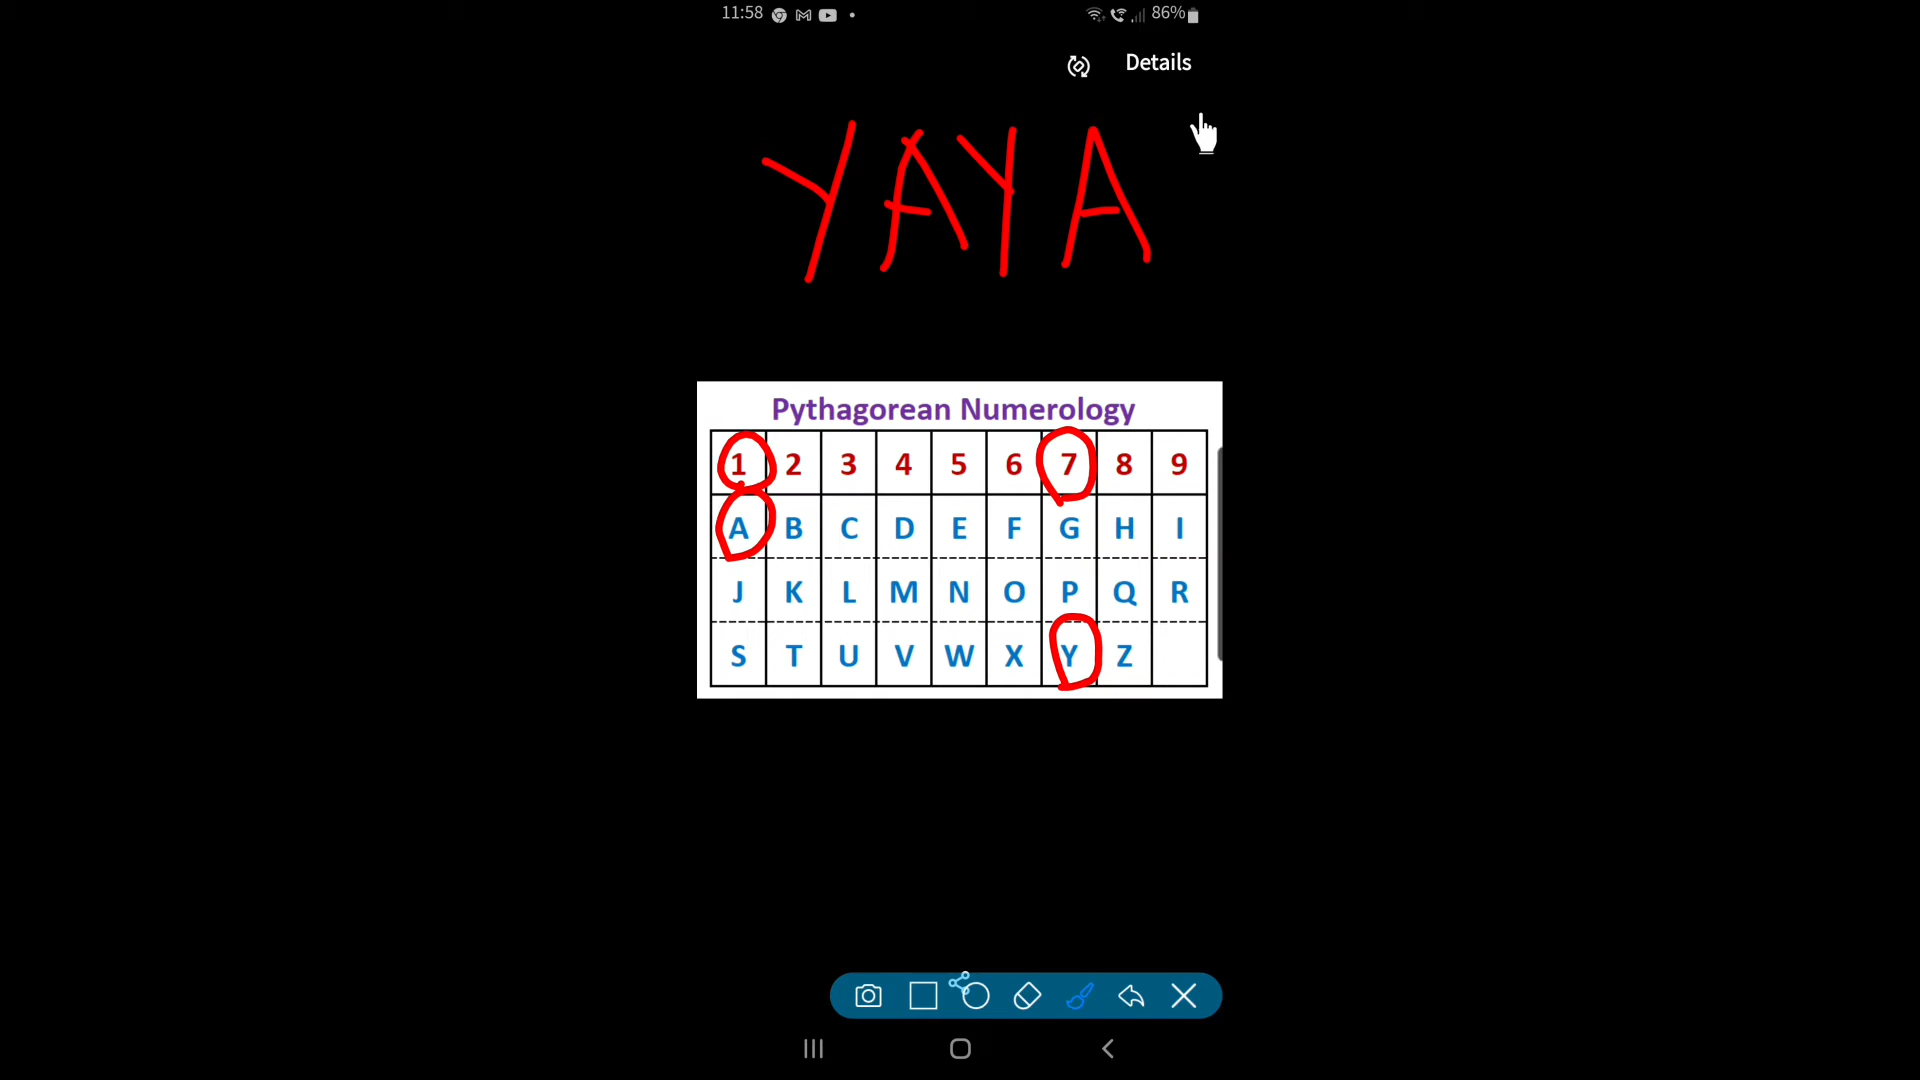 11:58 86%
Details
YAYA
Pythagorean Numerology
1 2 3 4 5 6 7 8 9
A B C D E F G H I
J K L M N O P Q R
S T U V W X Y Z